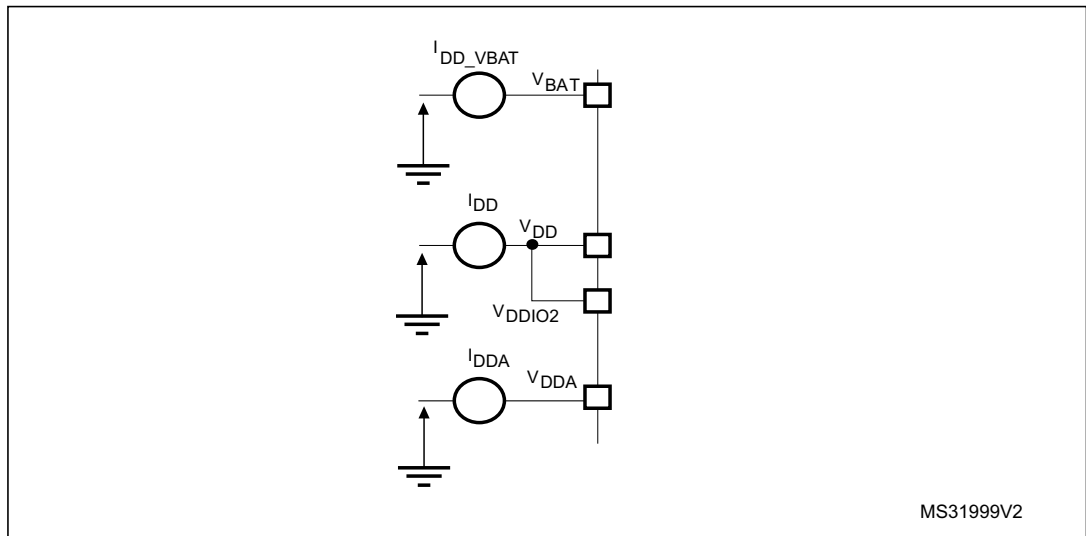 IDD_VBAT
VBAT
IDD
VDD
VDDIO2
IDDA
VDDA
MS31999V2